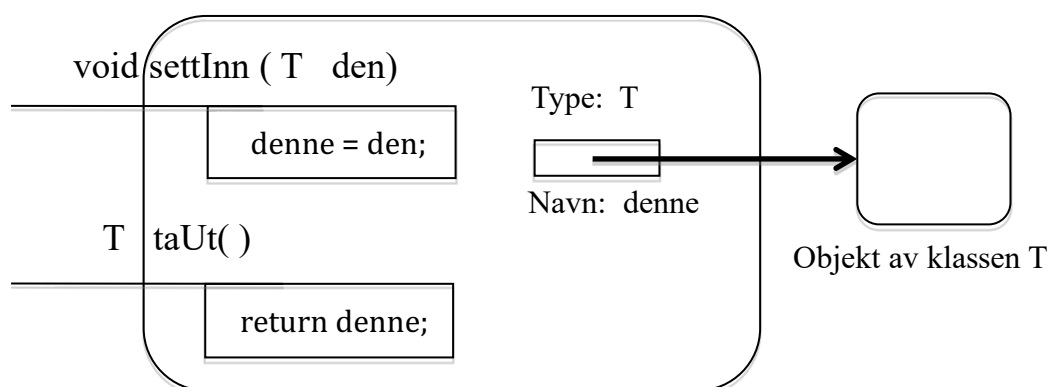 void settInn ( T den)
denne = den;
T taUt( )
return denne;
Type: T
Navn: denne
Objekt av klassen T